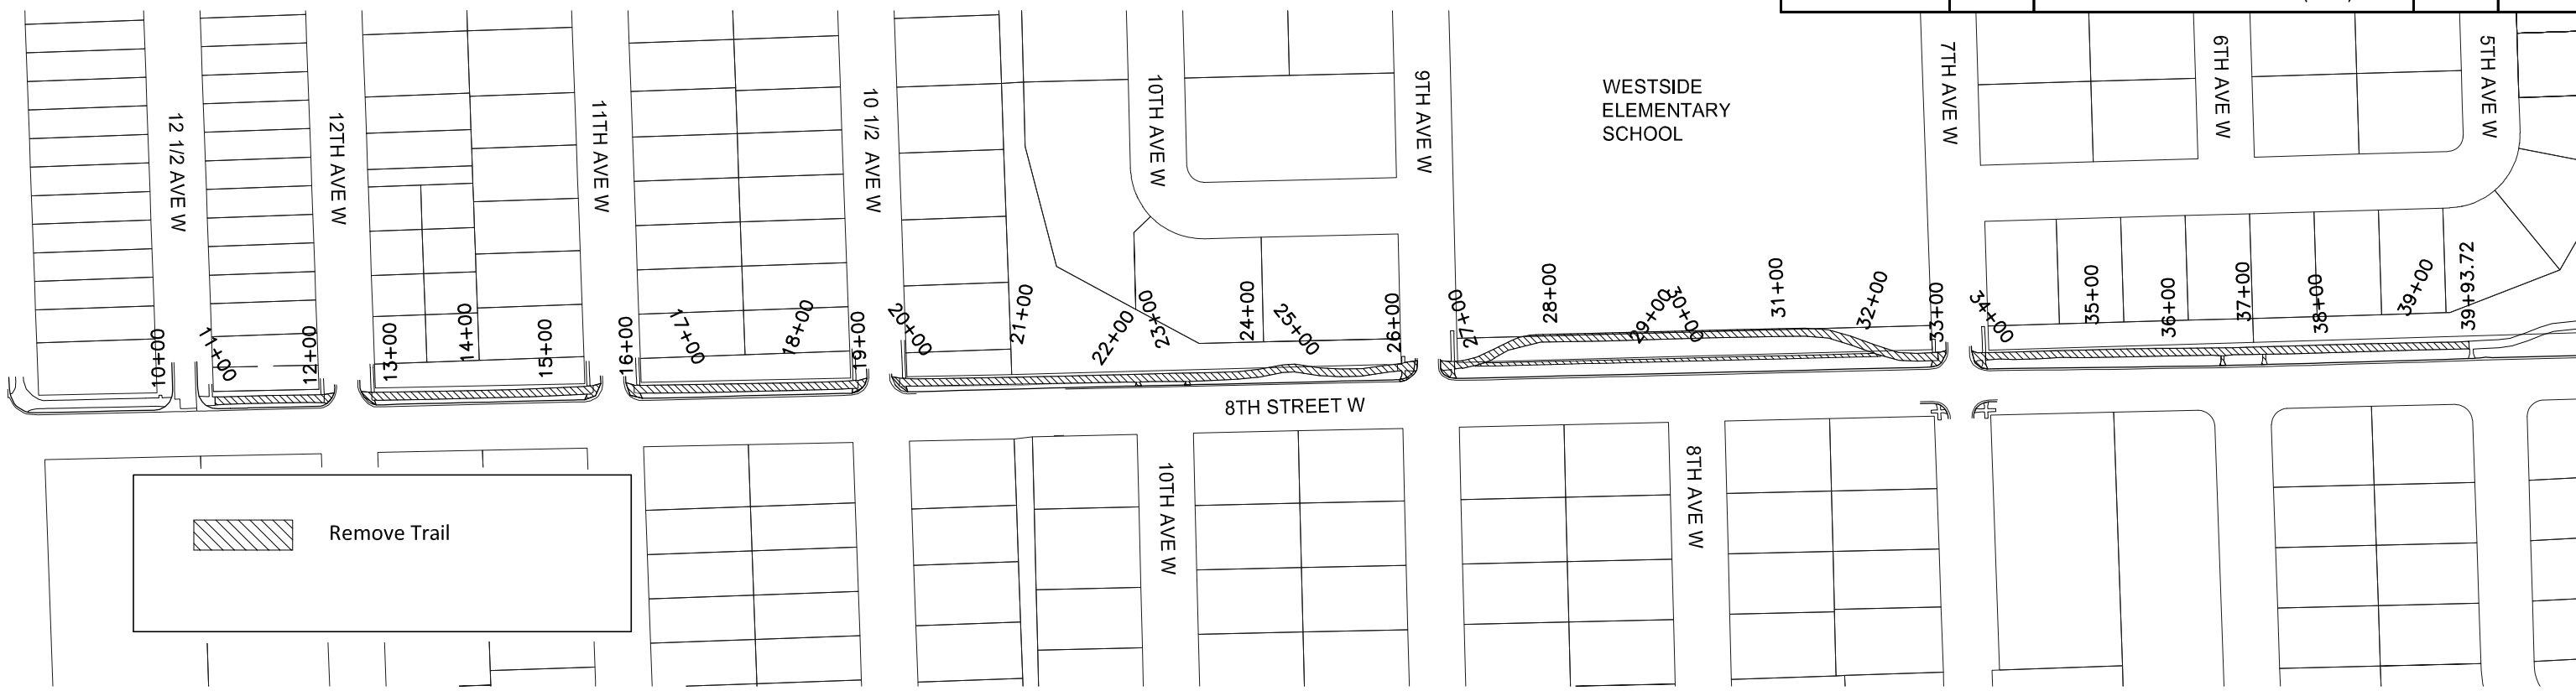 12 1/2 AVE W
12TH AVE W
11TH AVE W
10 1/2 AVE W
10TH AVE W
9TH AVE W
WESTSIDE
ELEMENTARY
SCHOOL
7TH AVE W
6TH AVE W
5TH AVE W
10+00
11+00
12+00
13+00
14+00
15+00
16+00
17+00
18+00
19+00
20+00
21+00
22+00
23+00
24+00
25+00
26+00
27+00
28+00
29+00
30+00
31+00
32+00
33+00
34+00
35+00
36+00
37+00
38+00
39+00
39+93.72
8TH STREET W
10TH AVE W
8TH AVE W
Remove Trail